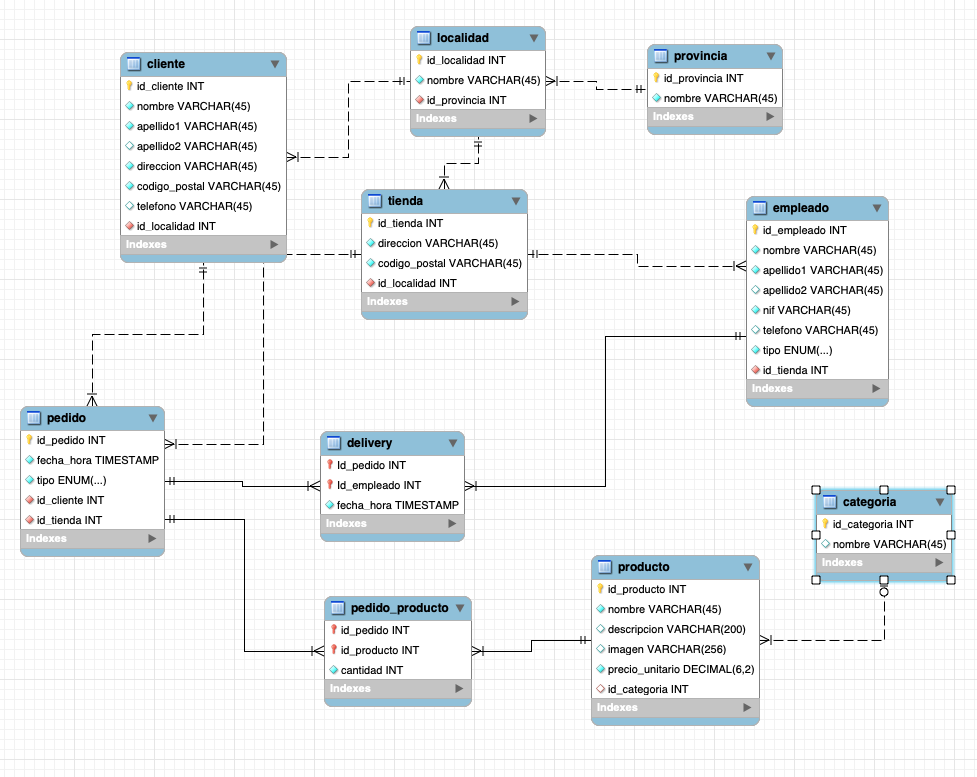 localidad
id_localidad INT
nombre VARCHAR(45)
id_provincia INT
Indexes
provincia
id_provincia INT
nombre VARCHAR(45)
Indexes
cliente
id_cliente INT
nombre VARCHAR(45)
apellido1 VARCHAR(45)
apellido2 VARCHAR(45)
direccion VARCHAR(45)
codigo_postal VARCHAR(45)
telefono VARCHAR(45)
id_localidad INT
Indexes
tienda
id_tienda INT
direccion VARCHAR(45)
codigo_postal VARCHAR(45)
id_localidad INT
Indexes
empleado
id_empleado INT
nombre VARCHAR(45)
apellido1 VARCHAR(45)
apellido2 VARCHAR(45)
nif VARCHAR(45)
telefono VARCHAR(45)
tipo ENUM(...)
id_tienda INT
Indexes
pedido
id_pedido INT
fecha_hora TIMESTAMP
tipo ENUM(...)
id_cliente INT
id_tienda INT
Indexes
delivery
Id_pedido INT
Id_empleado INT
fecha_hora TIMESTAMP
Indexes
categoria
id_categoria INT
nombre VARCHAR(45)
Indexes
pedido_producto
id_pedido INT
id_producto INT
cantidad INT
Indexes
producto
id_producto INT
nombre VARCHAR(45)
descripcion VARCHAR(200)
imagen VARCHAR(256)
precio_unitario DECIMAL(6,2)
id_categoria INT
Indexes